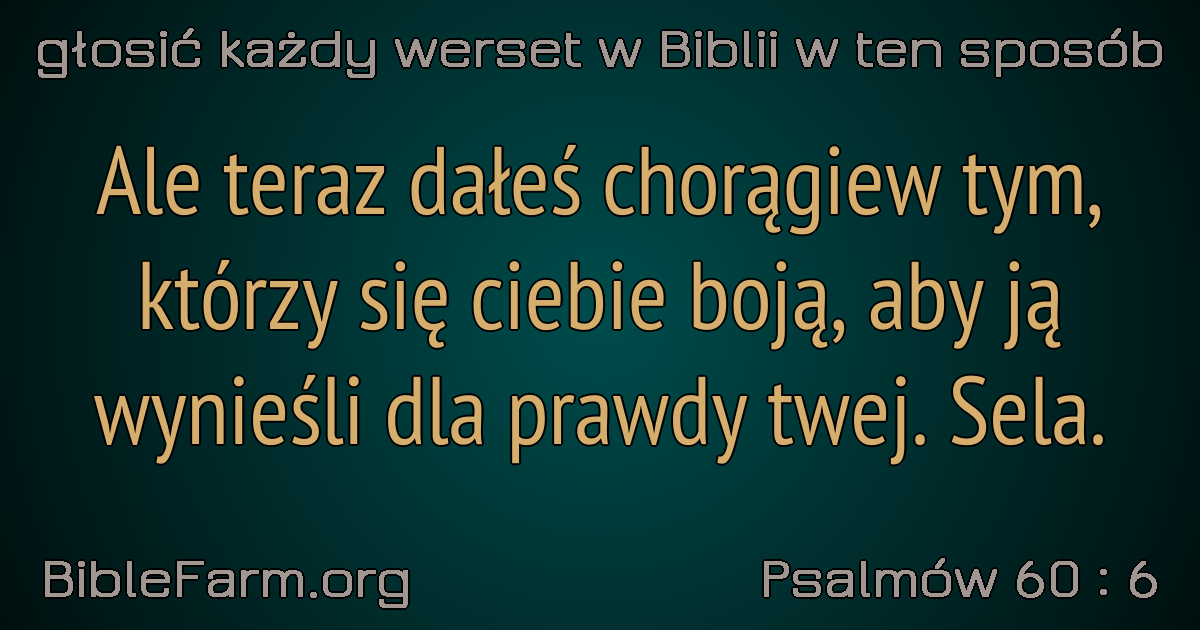 głosić każdy werset w Biblii w ten sposób
Ale teraz dałeś chorągiew tym,
którzy się ciebie boją, aby ją
wynieśli dla prawdy twej. Sela.
BibleFarm.org
Psalmów 60 : 6